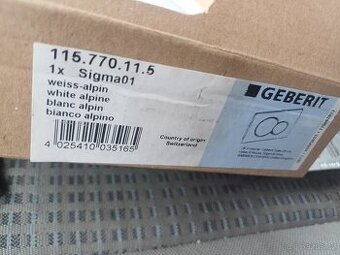 115.770.11.5
1x Sigma01
weiss-alpin
white alpine
blanc alpin
bianco alpino
GEBERIT
Country of origin
Switzerland
4 025410 035165